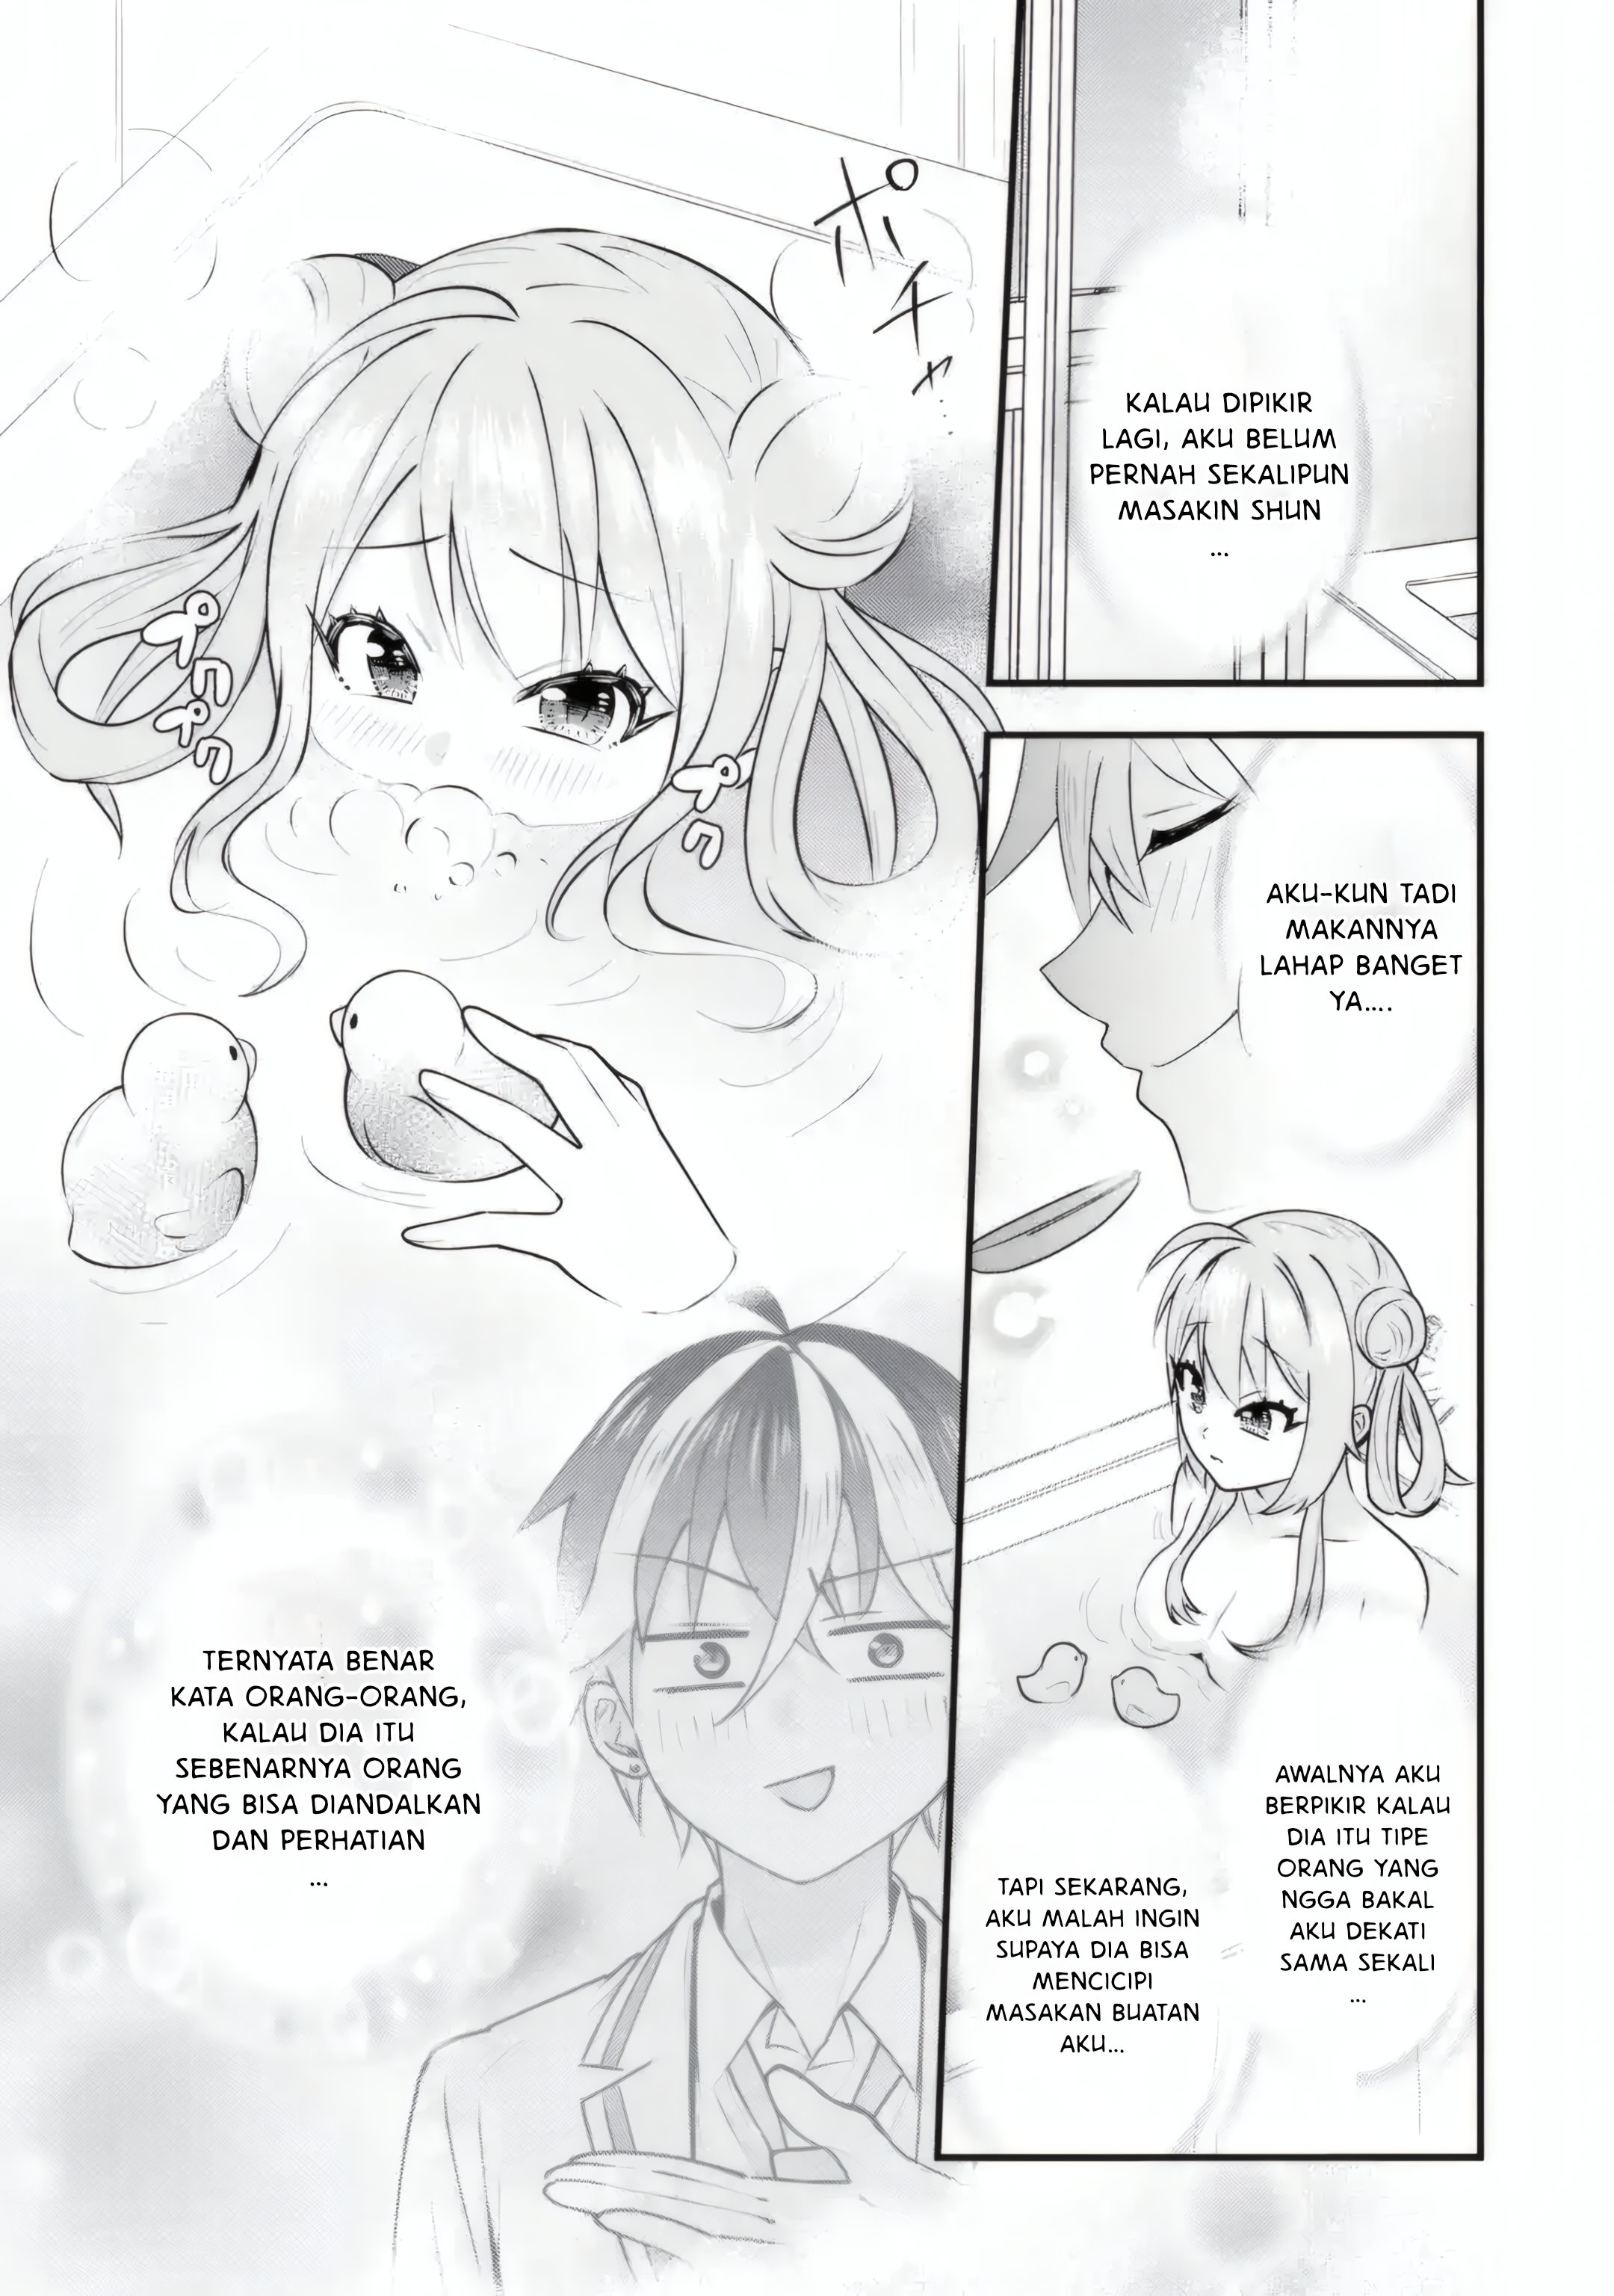 KALAU DIPIKIR
LAGI, AKU BELUM
PERNAH SEKALIPUN
MASAKIN SHUN
...
AKU-KUN TADI
MAKANNYA
LAHAP BANGET
YA....
AWALNYA AKU
BERPIKIR KALAU
DIA ITU TIPE
ORANG YANG
NGGA BAKAL
AKU DEKATI
SAMA SEKALI
...
TAPI SEKARANG,
AKU MALAH INGIN
SUPAYA DIA BISA
MENCICIPI
MASAKAN BUATAN
AKU...
ポチャ...
ブクブク
ブク
TERNYATA BENAR
KATA ORANG-ORANG,
KALAU DIA ITU
SEBENARNYA ORANG
YANG BISA DIANDALKAN
DAN PERHATIAN
...